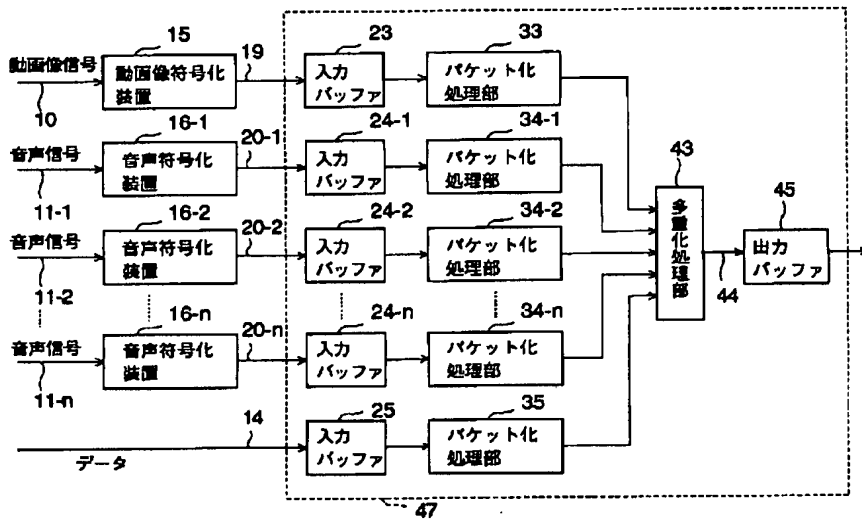 15
23
33
動画像信号
19
動画像符号化
装置
入力
バッファ
パケット化
処理部
10
16-1
20-1
24-1
34-1
音声信号
音声符号化
装置
入力
バッファ
パケット化
処理部
43
11-1
16-2
20-2
24-2
34-2
45
音声信号
音声符号化
装置
入力
バッファ
パケット化
処理部
多重化処理部
出力
バッファ
44
11-2
16-n
20-n
24-n
34-n
音声信号
音声符号化
装置
入力
バッファ
パケット化
処理部
11-n
14
25
35
入力
バッファ
パケット化
処理部
データ
47